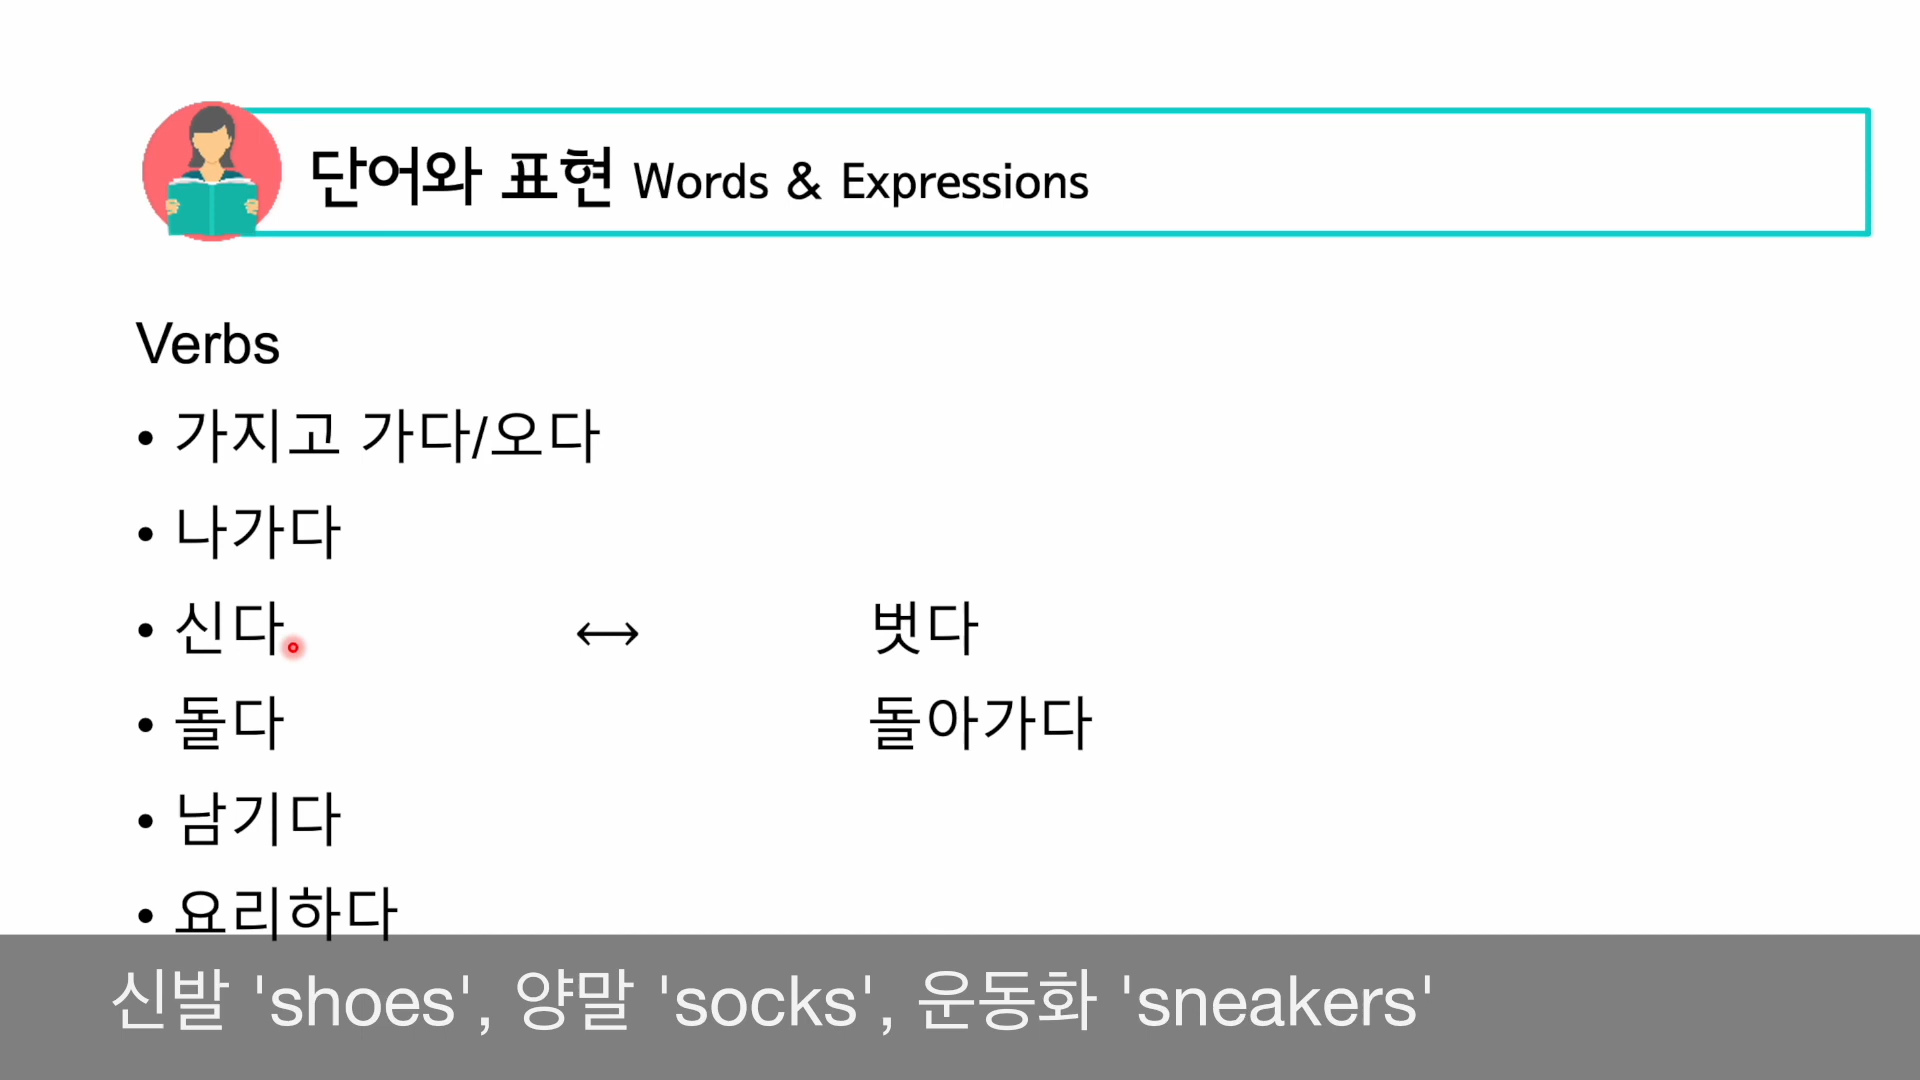 단어와 표현 Words & Expressions
Verbs
• 가지고 가다/오다
• 나가다
• 신다 ↔ 벗다
• 돌다 돌아가다
• 남기다
• 요리하다
신발 'shoes', 양말 'socks', 운동화 'sneakers'